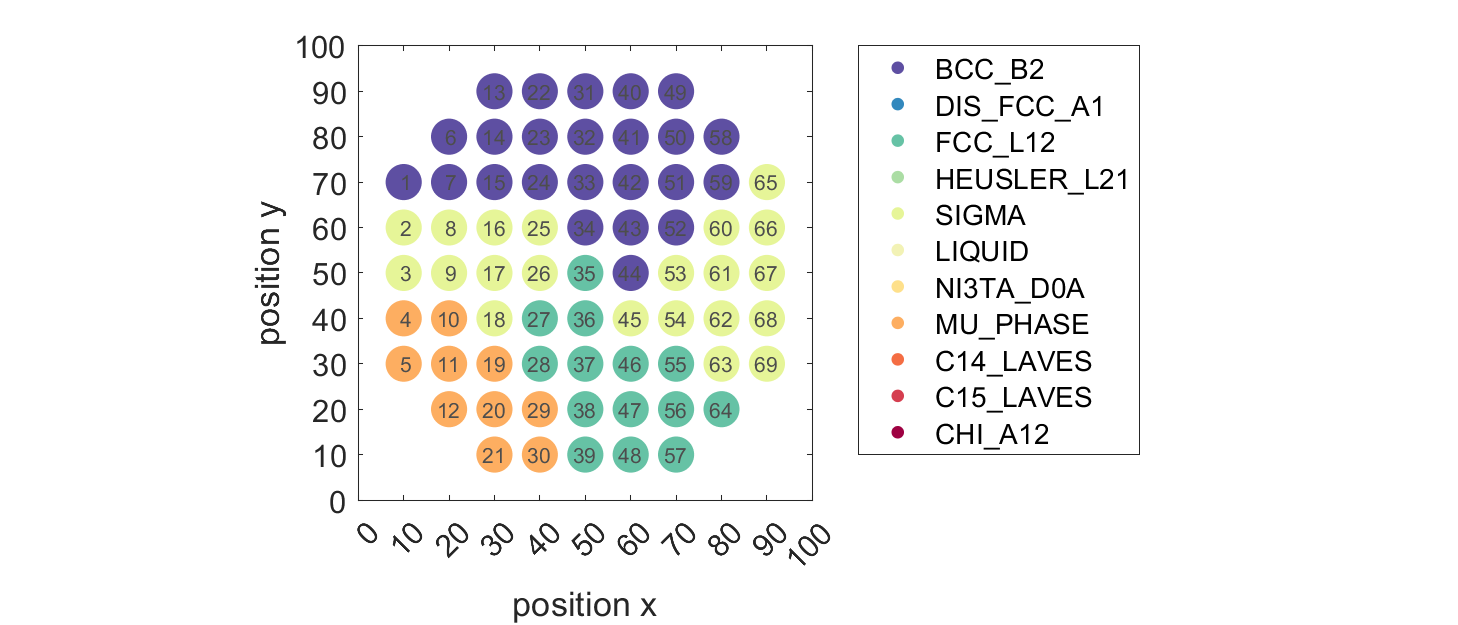 100
90
80
70
60
50
40
30
20
10
0
13 22 31 40 49
6 14 23 32 41 50 58
1 7 15 24 33 42 51 59 65
2 8 16 25 34 43 52 60 66
3 9 17 26 35 44 53 61 67
4 10 18 27 36 45 54 62 68
5 11 19 28 37 46 55 63 69
12 20 29 38 47 56 64
21 30 39 48 57
0 10 20 30 40 50 60 70 80 90 100
position x
position y
BCC_B2
DIS_FCC_A1
FCC_L12
HEUSLER_L21
SIGMA
LIQUID
NI3TA_D0A
MU_PHASE
C14_LAVES
C15_LAVES
CHI_A12